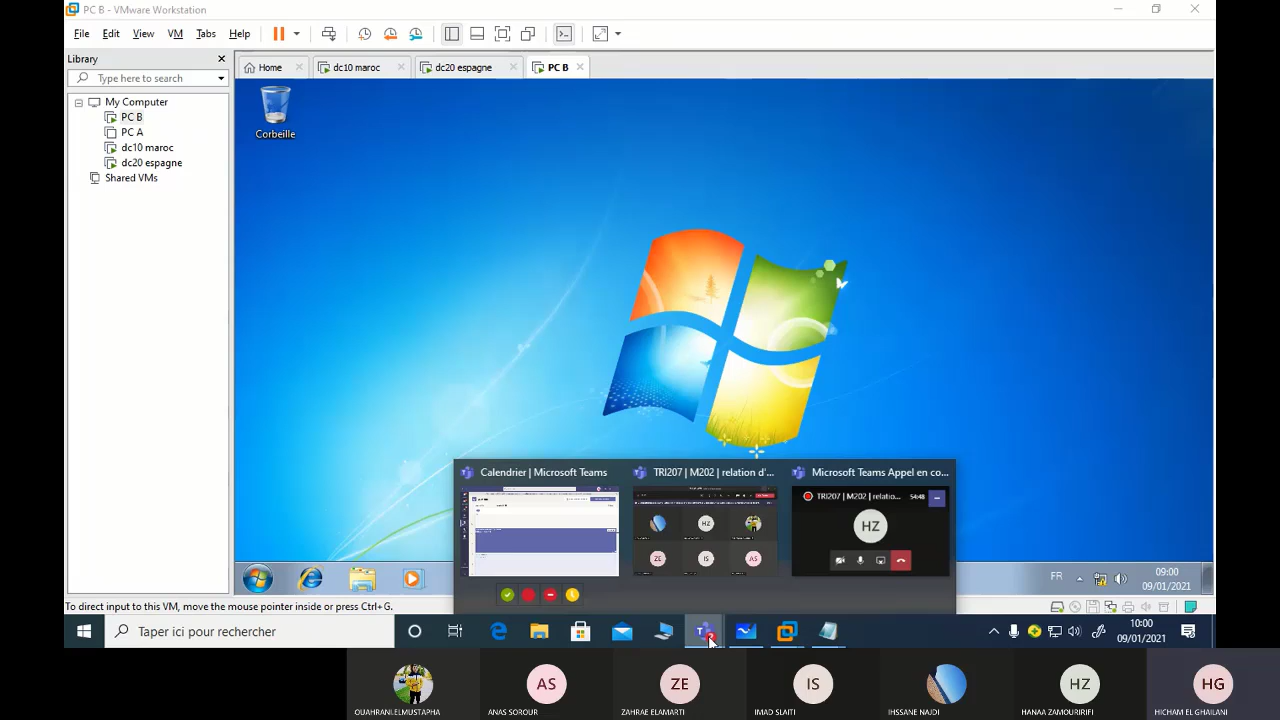 PC B - VMware Workstation
File Edit View VM Tabs Help
Library
Home dc10 maroc dc20 espagne PC B
Type here to search
My Computer
PC B
PC A
dc10 maroc
dc20 espagne
Shared VMs
Corbeille
Calendrier | Microsoft Teams TRI207 | M202 | relation d'... Microsoft Teams Appel en co...
TRI207 | M202 | relatio... 54:48
HZ
HZ
ZE IS AS
FR 09:00
09/01/2021
To direct input to this VM, move the mouse pointer inside or press Ctrl+G.
Taper ici pour rechercher
10:00
09/01/2021
AS ZE IS HZ HG
OUAHRANI.ELMUSTAPHA ANAS SOROUR ZAHRAE ELAMARTI IMAD SLAITI IHSSANE NAJDI HANAA ZAMOURIRIFI HICHAM EL GHAILANI